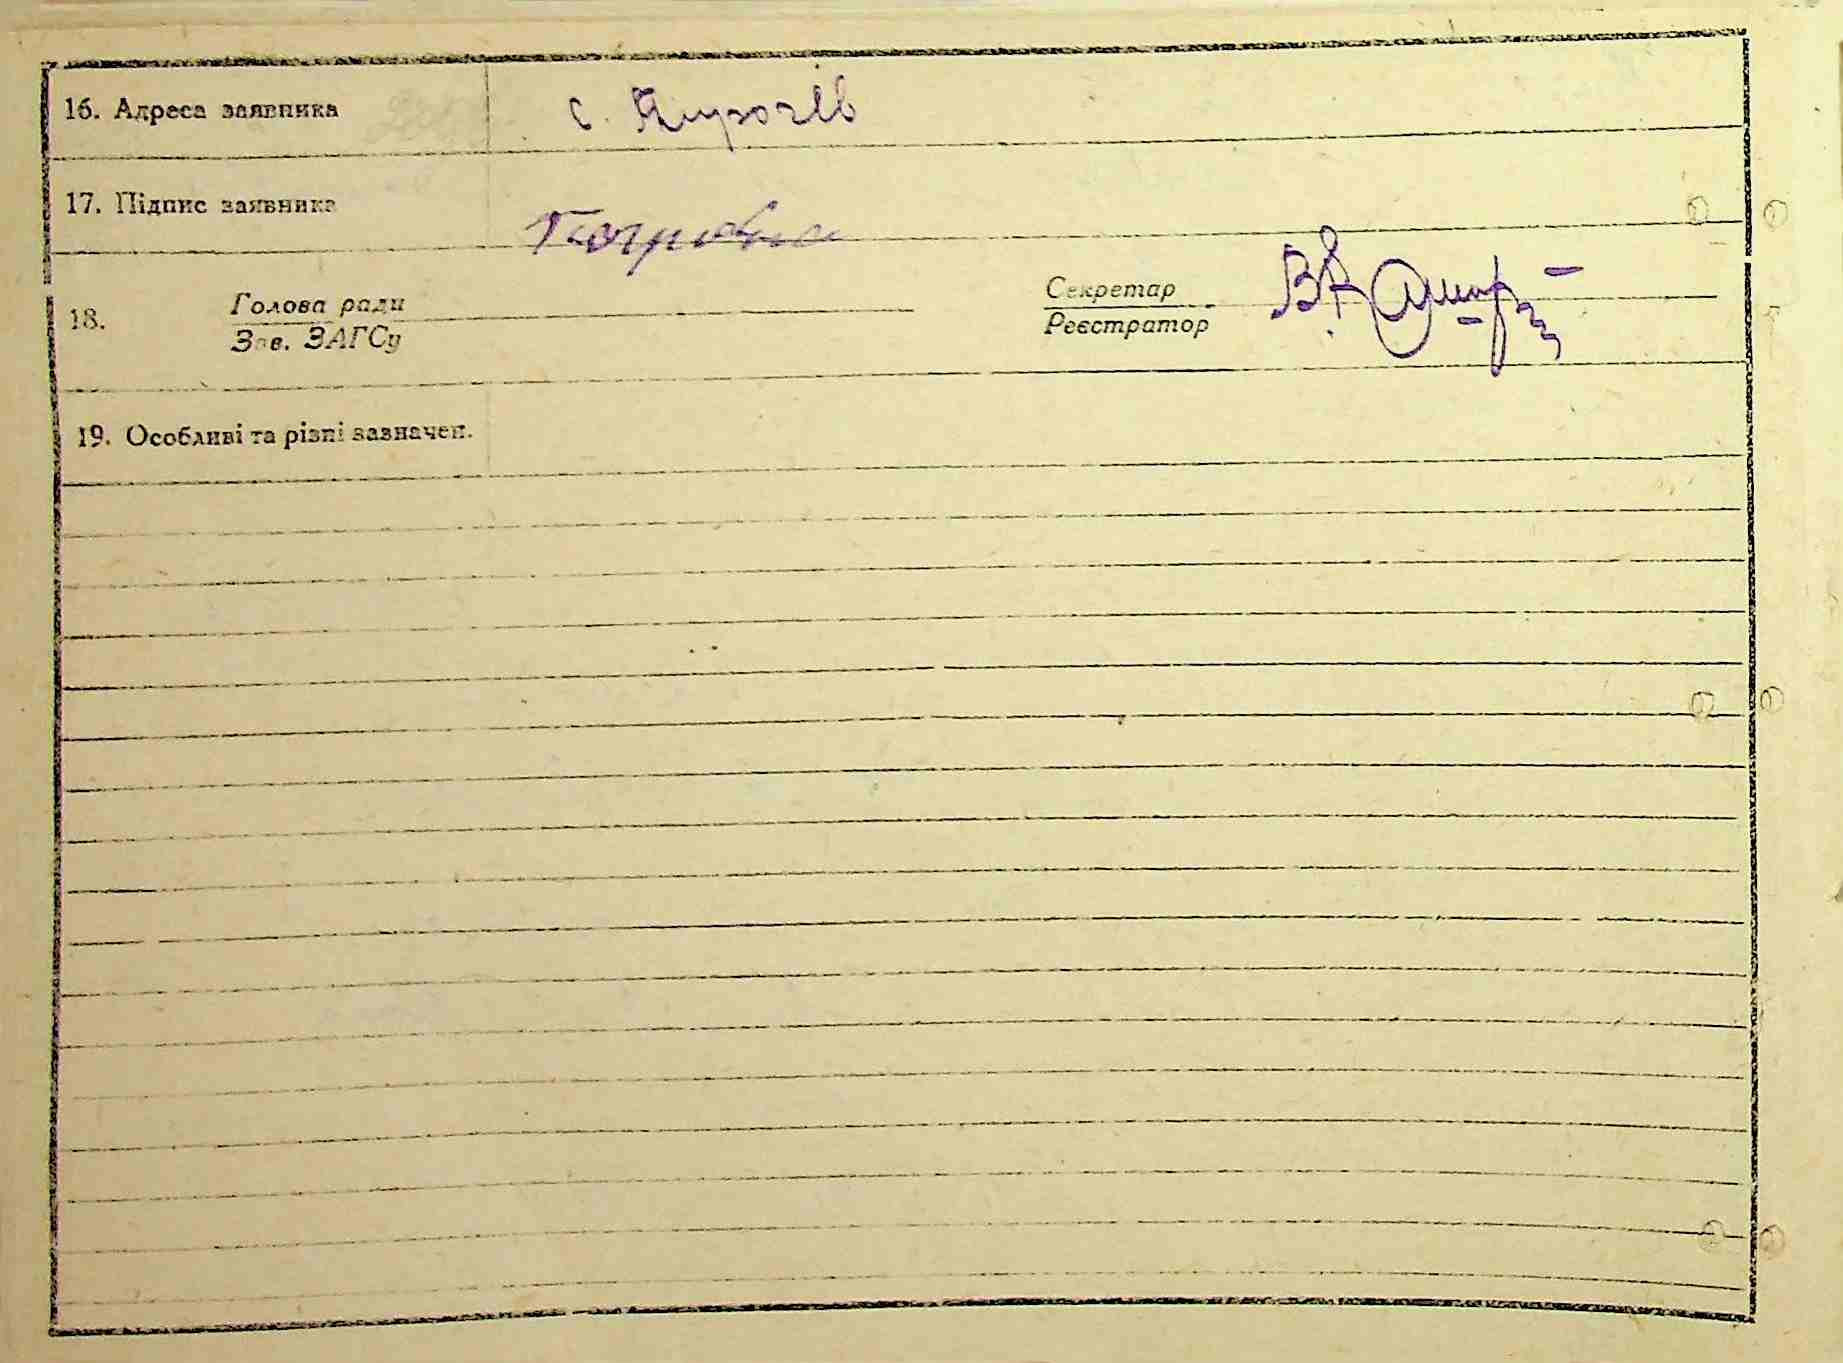 16. Адреса заявника с. Пирогів
17. Підпис заявника
18. Голова ради Секретар
Зав. ЗАГСу Реєстратор
19. Особливі та різні зазначен.